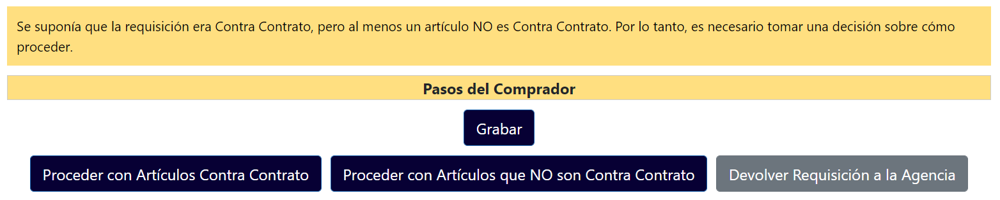 Se suponía que la requisición era Contra Contrato, pero al menos un artículo NO es Contra Contrato. Por lo tanto, es necesario tomar una decisión sobre cómo
proceder.
Pasos del Comprador
Grabar
Proceder con Artículos Contra Contrato
Proceder con Artículos que NO son Contra Contrato
Devolver Requisición a la Agencia